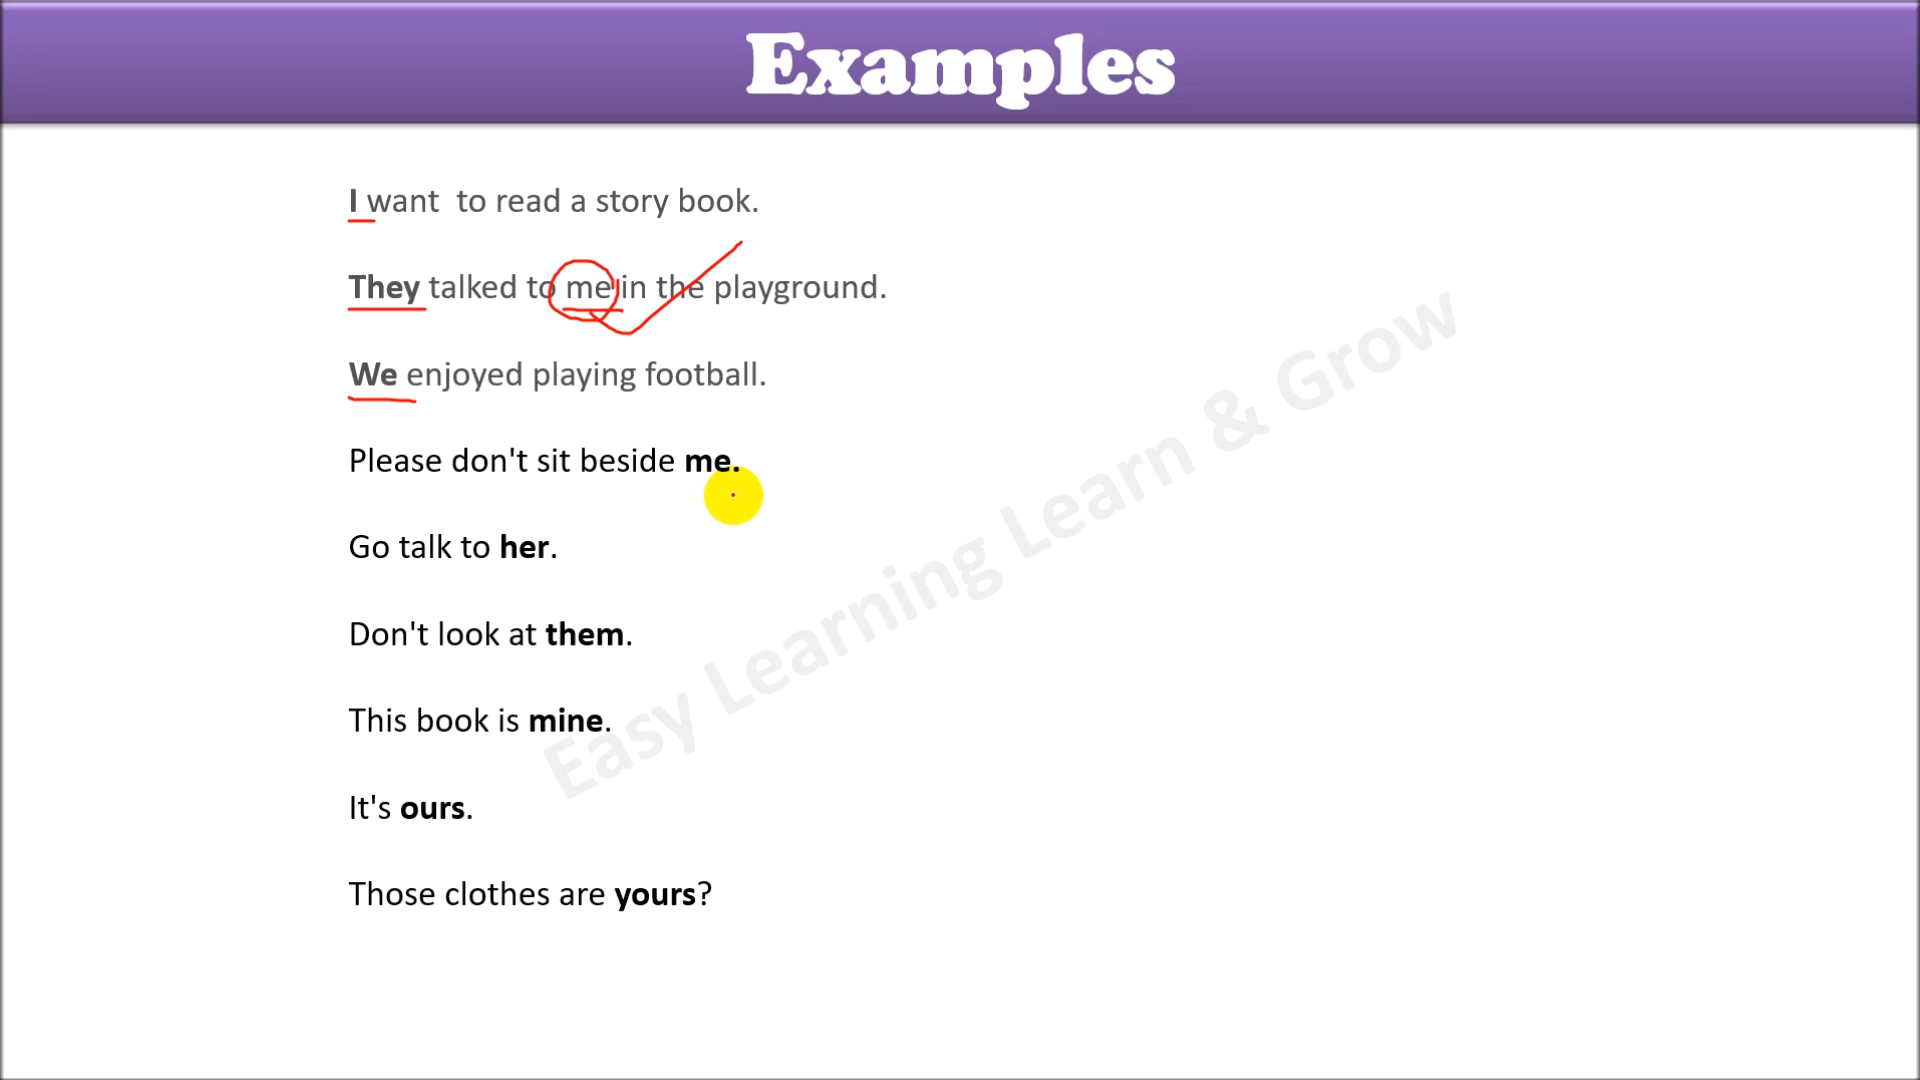 Examples
I want  to read a story book.
They talked to me in the playground.
We enjoyed playing football.
Please don't sit beside me.
Go talk to her.
Don't look at them.
This book is mine.
It's ours.
Those clothes are yours?
Easy Learning Learn & Grow